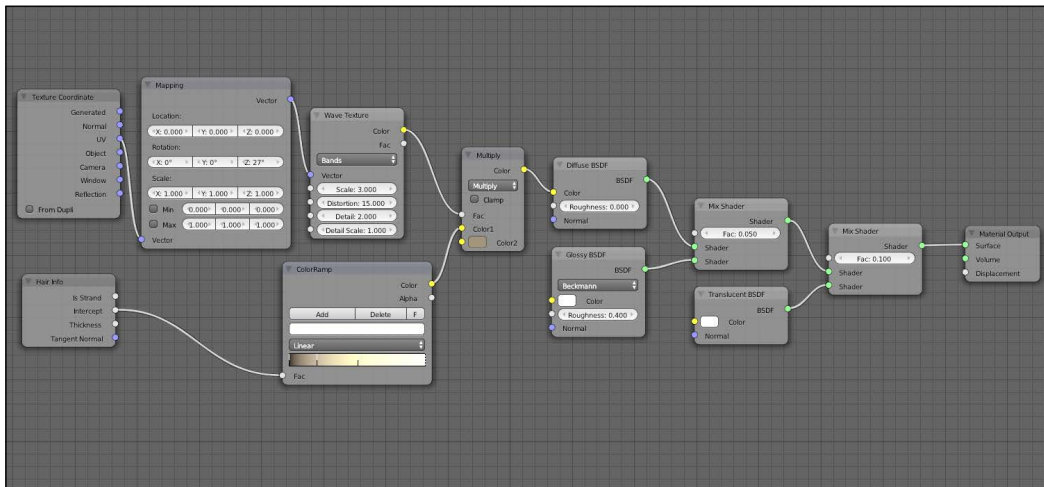 Texture Coordinate
Generated
Normal
UV
Object
Camera
Window
Reflection
From Dupli
Mapping
Vector
Location:
X: 0.000 Y: 0.000 Z: 0.000
Rotation:
X: 0° Y: 0° Z: 27°
Scale:
X: 1.000 Y: 1.000 Z: 1.000
Min 0.000 0.000 0.000
Max 1.000 1.000 1.000
Vector
Wave Texture
Color
Fac
Bands
Vector
Scale: 3.000
Distortion: 15.000
Detail: 2.000
Detail Scale: 1.000
Hair Info
Is Strand
Intercept
Thickness
Tangent Normal
ColorRamp
Color
Alpha
Add Delete F
Linear
Fac
Multiply
Color
Multiply
Clamp
Fac
Color1
Color2
Diffuse BSDF
BSDF
Color
Roughness: 0.000
Normal
Glossy BSDF
BSDF
Beckmann
Color
Roughness: 0.400
Normal
Mix Shader
Shader
Fac: 0.050
Shader
Shader
Translucent BSDF
BSDF
Color
Normal
Mix Shader
Shader
Fac: 0.100
Shader
Shader
Material Output
Surface
Volume
Displacement